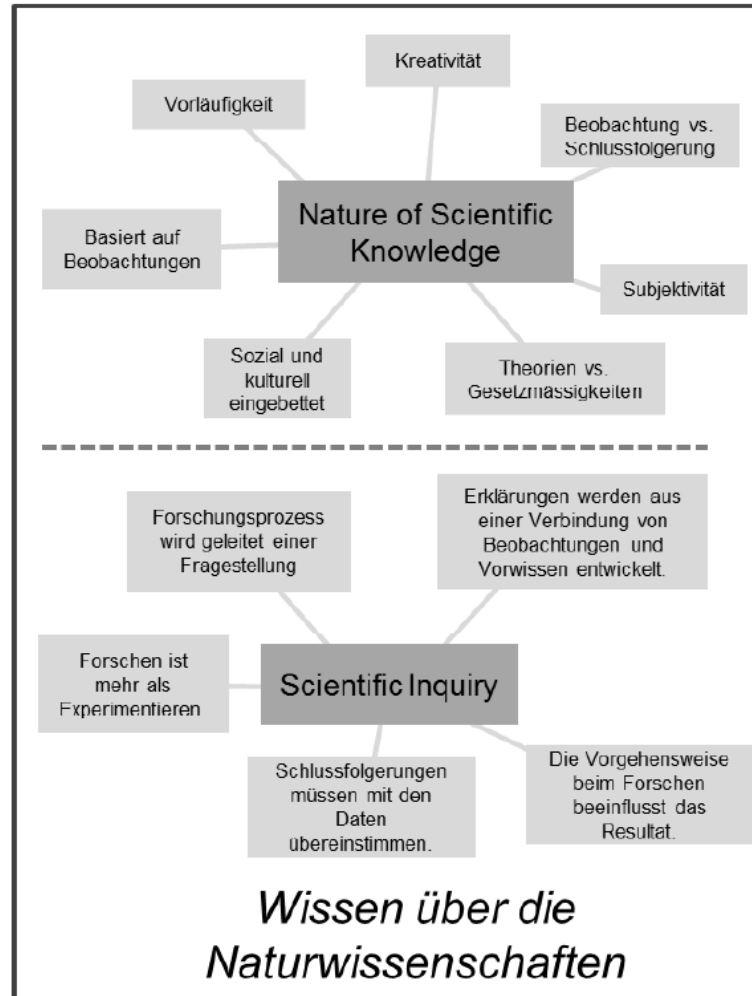 Kreativität
Vorläufigkeit
Beobachtung vs.
Schlussfolgerung
Nature of Scientific
Knowledge
Basiert auf
Beobachtungen
Subjektivität
Sozial und
kulturell
eingebettet
Theorien vs.
Gesetzmässigkeiten
Forschungsprozess
wird geleitet einer
Fragestellung
Erklärungen werden aus
einer Verbindung von
Beobachtungen und
Vorwissen entwickelt.
Forschen ist
mehr als
Experimentieren
Scientific Inquiry
Schlussfolgerungen
müssen mit den
Daten
übereinstimmen.
Die Vorgehensweise
beim Forschen
beeinflusst das
Resultat.
Wissen über die
Naturwissenschaften